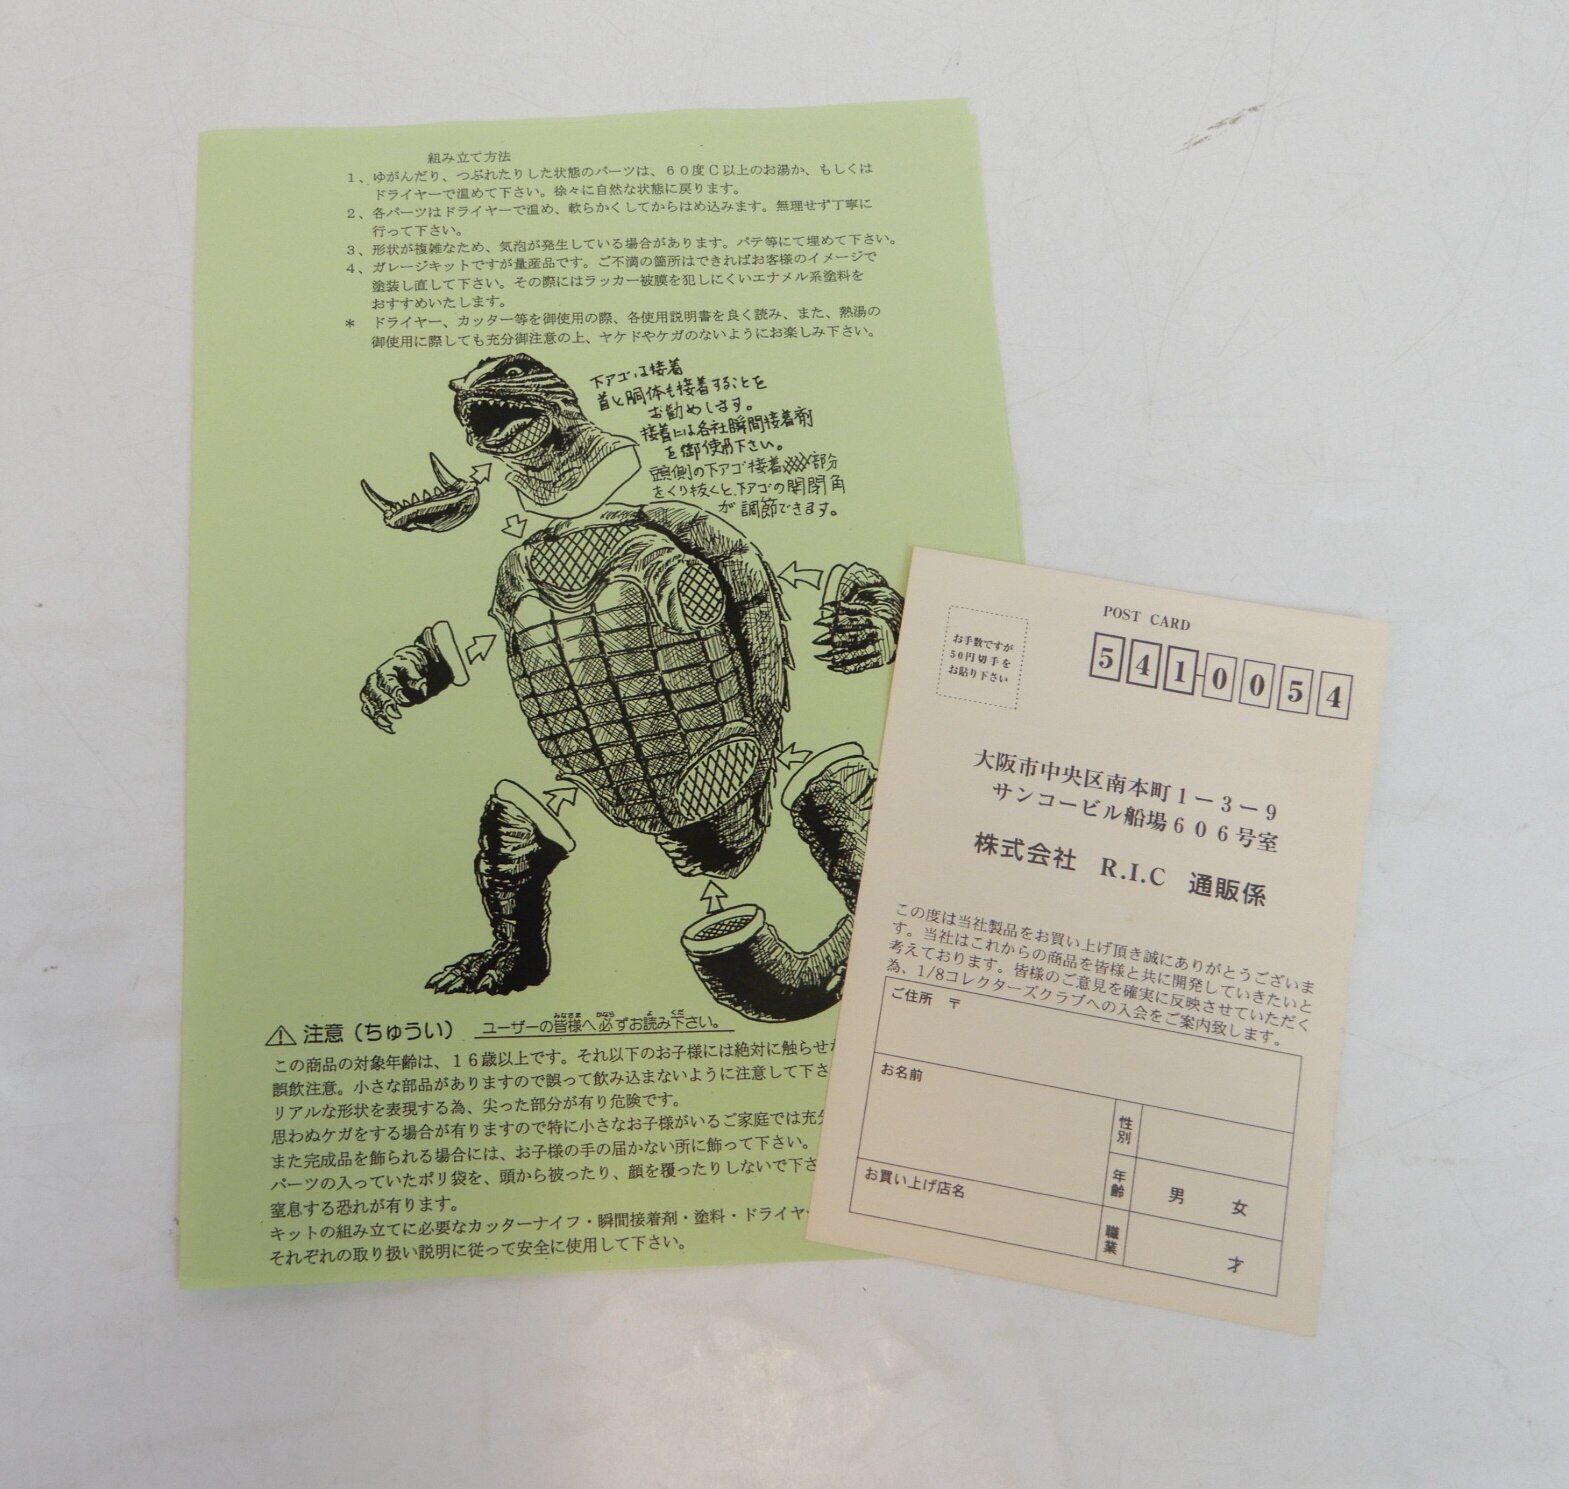 組み立て方法
1、ゆがんだり、つぶれたりした状態のパーツは、60度C以上のお湯か、もしくは
ドライヤーで温めて下さい。徐々に自然な状態に戻ります。
2、各パーツはドライヤーで温め、軟らかくしてからはめ込みます。無理せず丁寧に
行って下さい。
3、形状が複雑なため、気泡が発生している場合があります。パテ等にて埋めて下さい。
4、ガレージキットですが量産品です。ご不満の箇所はできればお客様のイメージで
塗装し直して下さい。その際にはラッカー被膜を犯しにくいエナメル系塗料を
おすすめいたします。
* ドライヤー、カッター等を御使用の際、各使用説明書を良く読み、また、熱湯の
御使用に際しても充分御注意の上、ヤケドやケガのないようにお楽しみ下さい。
下アゴは接着
首と胴体も接着することを
お勧めします。
接着には各社瞬間接着剤
を御使用下さい。
頭側の下アゴ接着部分
をくり抜くと、下アゴの開閉角
が調節できます。
注意(ちゅうい) ユーザーの皆様へ必ずお読み下さい。
みなさま かなら よ くだ
この商品の対象年齢は、16歳以上です。それ以下のお子様には絶対に触らせ
誤飲注意。小さな部品がありますので誤って飲み込まないように注意して下さ
リアルな形状を表現する為、尖った部分が有り危険です。
思わぬケガをする場合が有りますので特に小さなお子様がいるご家庭では充分
また完成品を飾られる場合には、お子様の手の届かない所に飾って下さい。
パーツの入っていたポリ袋を、頭から被ったり、顔を覆ったりしないで下さ
窒息する恐れが有ります。
キットの組み立てに必要なカッターナイフ・瞬間接着剤・塗料・ドライヤ
それぞれの取り扱い説明に従って安全に使用して下さい。
POST CARD
お手数ですが
50円切手を
お貼り下さい
541-0054
大阪市中央区南本町1-3-9
サンコービル船場606号室
株式会社 R.I.C 通販係
この度は当社製品をお買い上げ頂き誠にありがとうございま
す。当社はこれからの商品を皆様と共に開発していきたいと
考えております。皆様のご意見を確実に反映させていただく
為、1/8コレクターズクラブへの入会をご案内致します。
ご住所 〒
お名前
性別
年齢
男 女
お買い上げ店名
職業
才